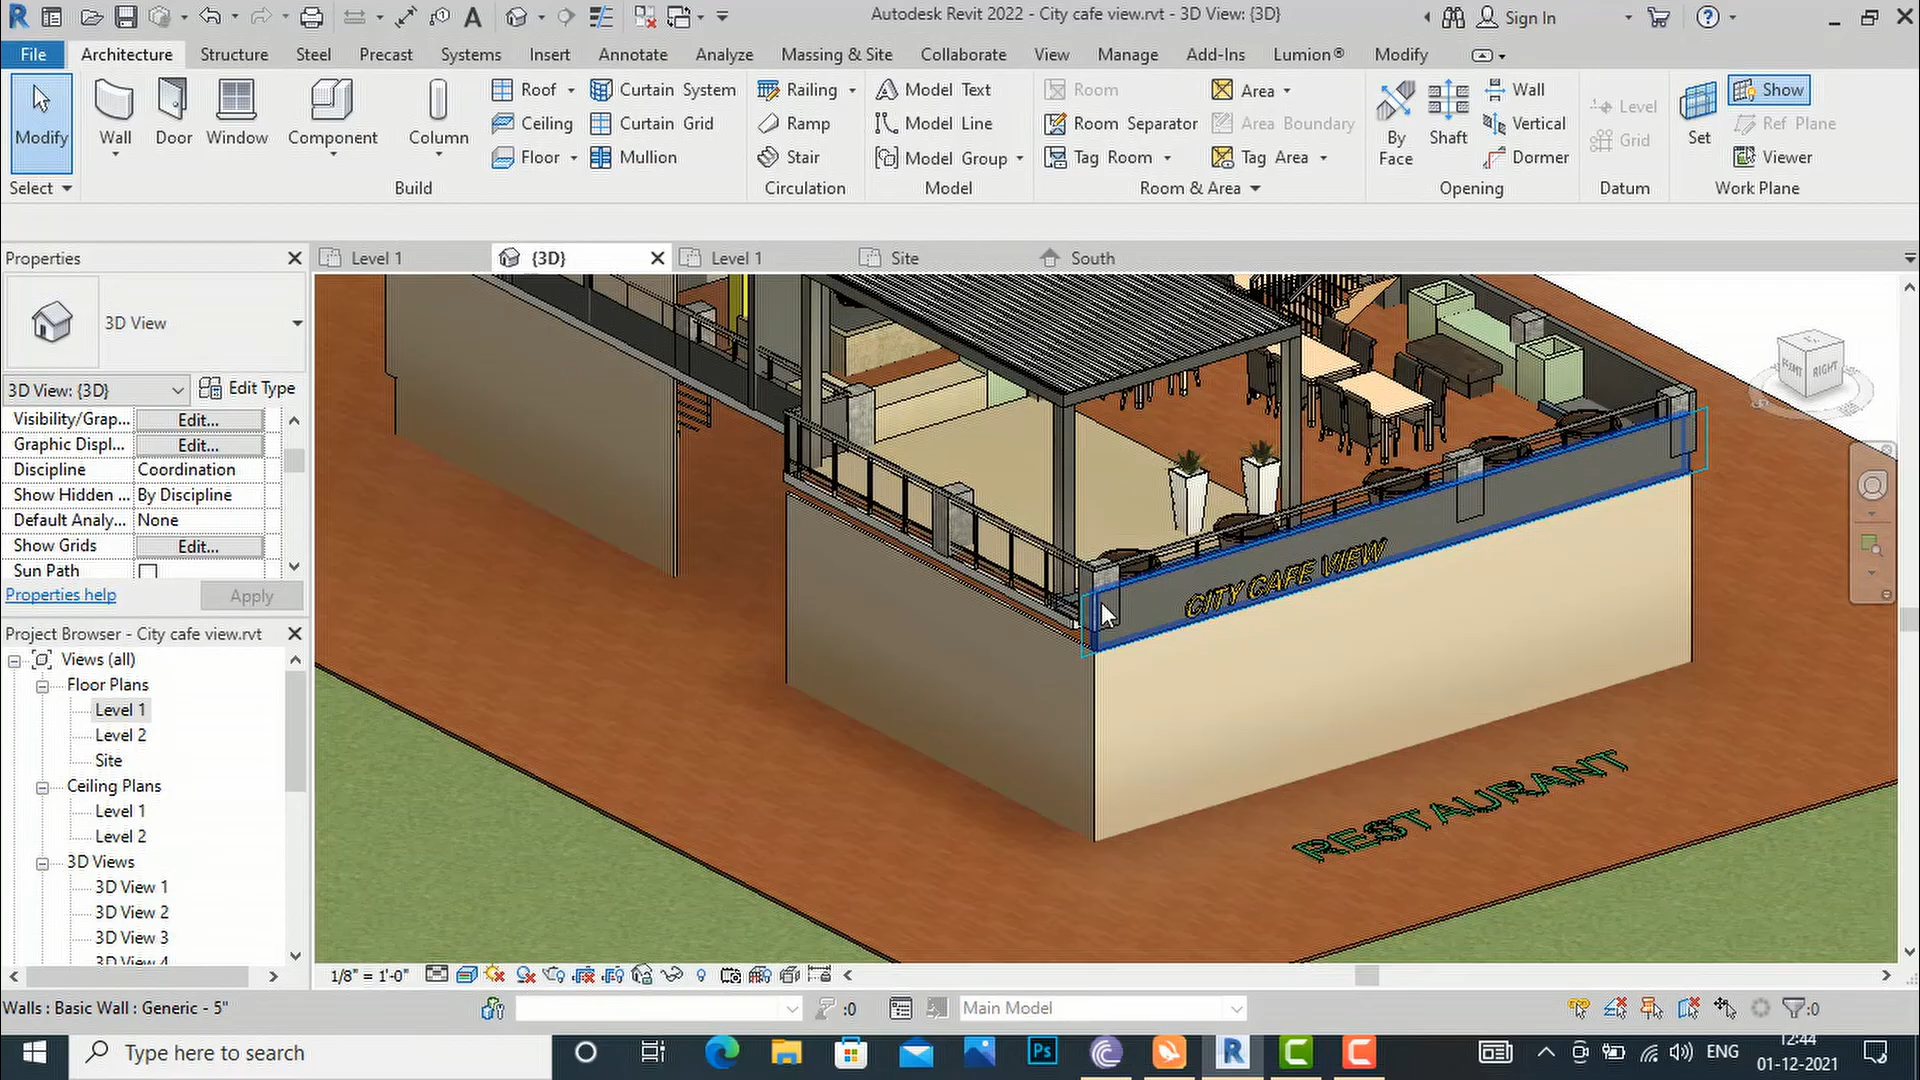 Autodesk Revit 2022 - City cafe view.rvt - 3D View: {3D}
Sign In
File Architecture Structure Steel Precast Systems Insert Annotate Analyze Massing & Site Collaborate View Manage Add-Ins Lumion® Modify
Modify
Wall
Door
Window
Component
Column
Roof
Ceiling
Floor
Curtain System
Curtain Grid
Mullion
Railing
Ramp
Stair
Model Text
Model Line
Model Group
Room
Room Separator
Tag Room
Area
Area Boundary
Tag Area
By Face
Shaft
Wall
Vertical
Dormer
Level
Grid
Set
Show
Ref Plane
Viewer
Select Build Circulation Model Room & Area Opening Datum Work Plane
Properties
Level 1 {3D} Level 1 Site South
3D View
3D View: {3D} Edit Type
Visibility/Grap... Edit...
Graphic Displ... Edit...
Discipline Coordination
Show Hidden ... By Discipline
Default Analy... None
Show Grids Edit...
Sun Path
Properties help Apply
Project Browser - City cafe view.rvt
Views (all)
Floor Plans
Level 1
Level 2
Site
Ceiling Plans
Level 1
Level 2
3D Views
3D View 1
3D View 2
3D View 3
3D View 4
RIGHT
CITY CAFE VIEW
RESTAURANT
1/8" = 1'-0"
Walls : Basic Wall : Generic - 5"
:0
Main Model
:0
Type here to search
Ps
R
C
C
ENG
12:44
01-12-2021